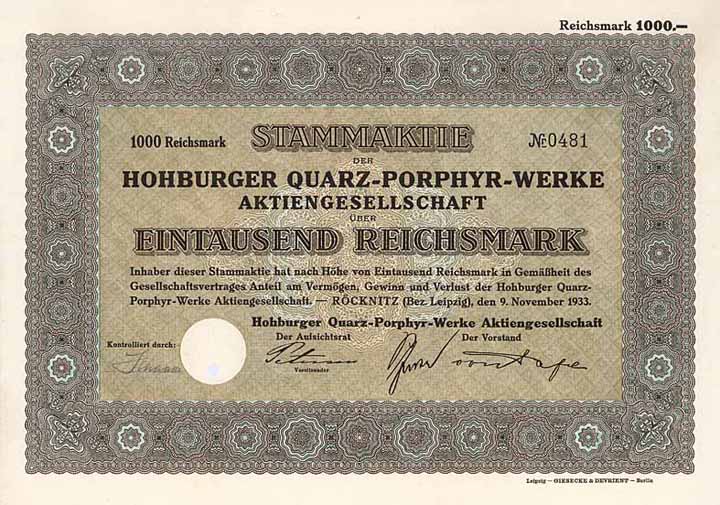 Reichsmark 1000.—
1000 Reichsmark STAMMAKTIE № 0481
DER
HOHBURGER QUARZ-PORPHYR-WERKE
AKTIENGESELLSCHAFT
ÜBER
EINTAUSEND REICHSMARK
Inhaber dieser Stammaktie hat nach Höhe von Eintausend Reichsmark in Gemäßheit des
Gesellschaftsvertrages Anteil am Vermögen, Gewinn und Verlust der Hohburger Quarz-
Porphyr-Werke Aktiengesellschaft. — RÖCKNITZ (Bez. Leipzig), den 9. November 1933.
Hohburger Quarz-Porphyr-Werke Aktiengesellschaft
Der Aufsichtsrat Der Vorstand
Kontrolliert durch:
Vorsitzender
Leipzig — GIESECKE & DEVRIENT — Berlin